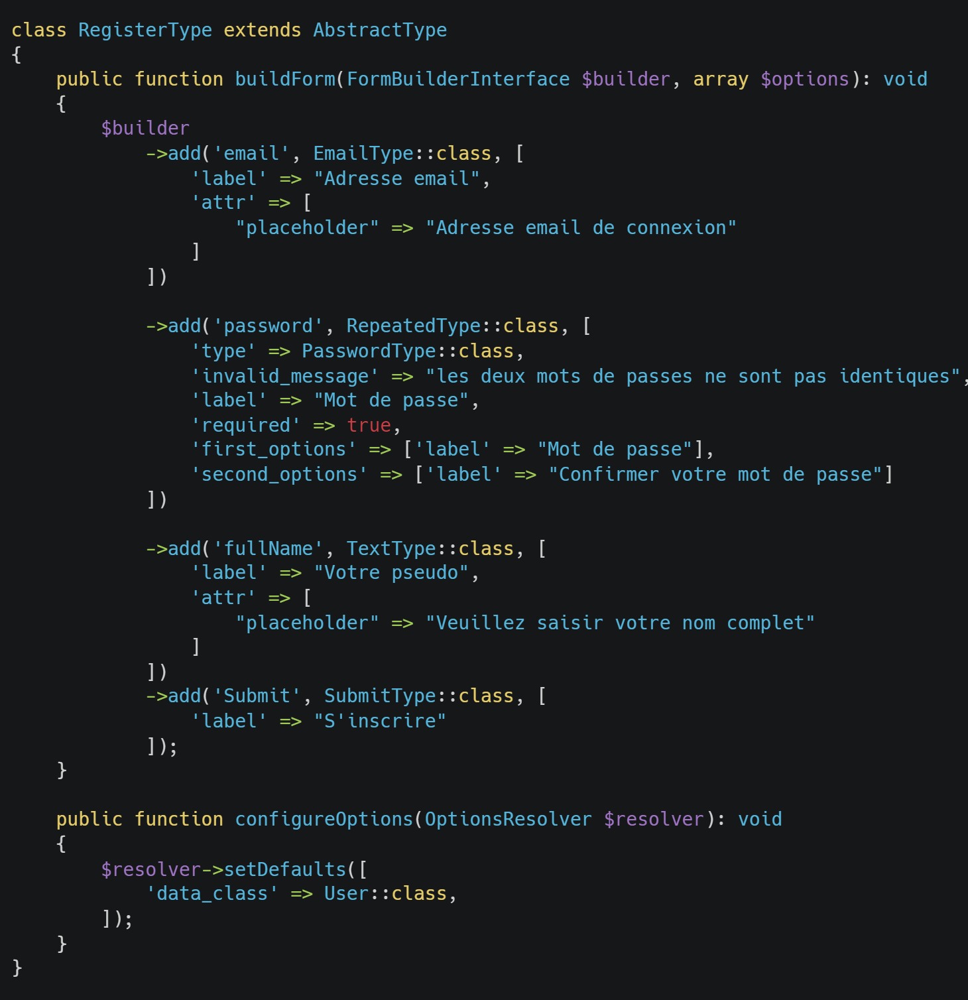 class RegisterType extends AbstractType
{
    public function buildForm(FormBuilderInterface $builder, array $options): void
    {
        $builder
            ->add('email', EmailType::class, [
                'label' => "Adresse email",
                'attr' => [
                    "placeholder" => "Adresse email de connexion"
                ]
            ])

            ->add('password', RepeatedType::class, [
                'type' => PasswordType::class,
                'invalid_message' => "les deux mots de passes ne sont pas identiques",
                'label' => "Mot de passe",
                'required' => true,
                'first_options' => ['label' => "Mot de passe"],
                'second_options' => ['label' => "Confirmer votre mot de passe"]
            ])

            ->add('fullName', TextType::class, [
                'label' => "Votre pseudo",
                'attr' => [
                    "placeholder" => "Veuillez saisir votre nom complet"
                ]
            ])
            ->add('Submit', SubmitType::class, [
                'label' => "S'inscrire"
            ]);
    }

    public function configureOptions(OptionsResolver $resolver): void
    {
        $resolver->setDefaults([
            'data_class' => User::class,
        ]);
    }
}